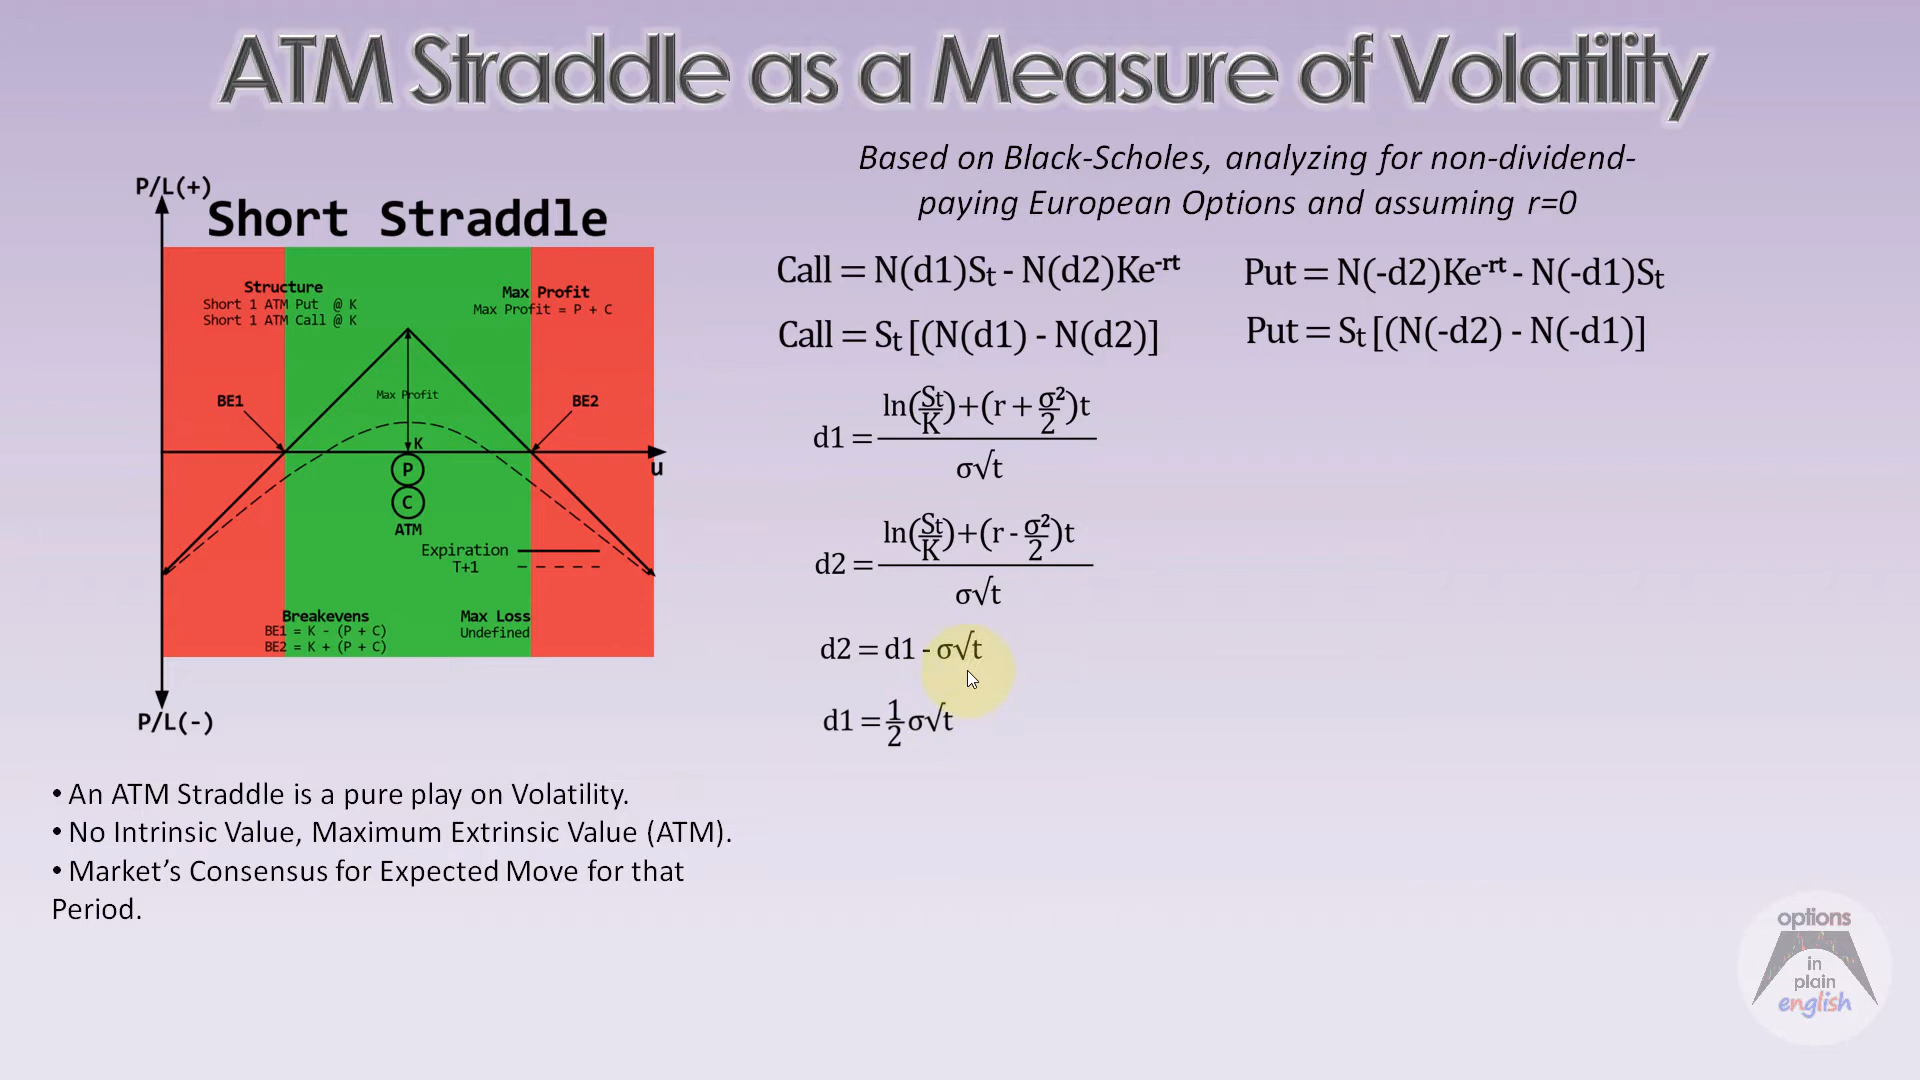 ATM Straddle as a Measure of Volatility
Based on Black-Scholes, analyzing for non-dividend-
paying European Options and assuming r=0
P/L(+)
Short Straddle
Structure
Short 1 ATM Put @ K
Short 1 ATM Call @ K
Max Profit
Max Profit = P + C
Max Profit
BE1
BE2
K
P
C
ATM
u
Expiration
T+1
Breakevens
BE1 = K - (P + C)
BE2 = K + (P + C)
Max Loss
Undefined
P/L(-)
Call = N(d1)St - N(d2)Ke^-rt
Put = N(-d2)Ke^-rt - N(-d1)St
Call = St [(N(d1) - N(d2)]
Put = St [(N(-d2) - N(-d1)]
d1 = ln(St/K)+(r + σ²/2)t / σ√t
d2 = ln(St/K)+(r - σ²/2)t / σ√t
d2 = d1 - σ√t
d1 = 1/2 σ√t
• An ATM Straddle is a pure play on Volatility.
• No Intrinsic Value, Maximum Extrinsic Value (ATM).
• Market’s Consensus for Expected Move for that
Period.
options
in
plain
english